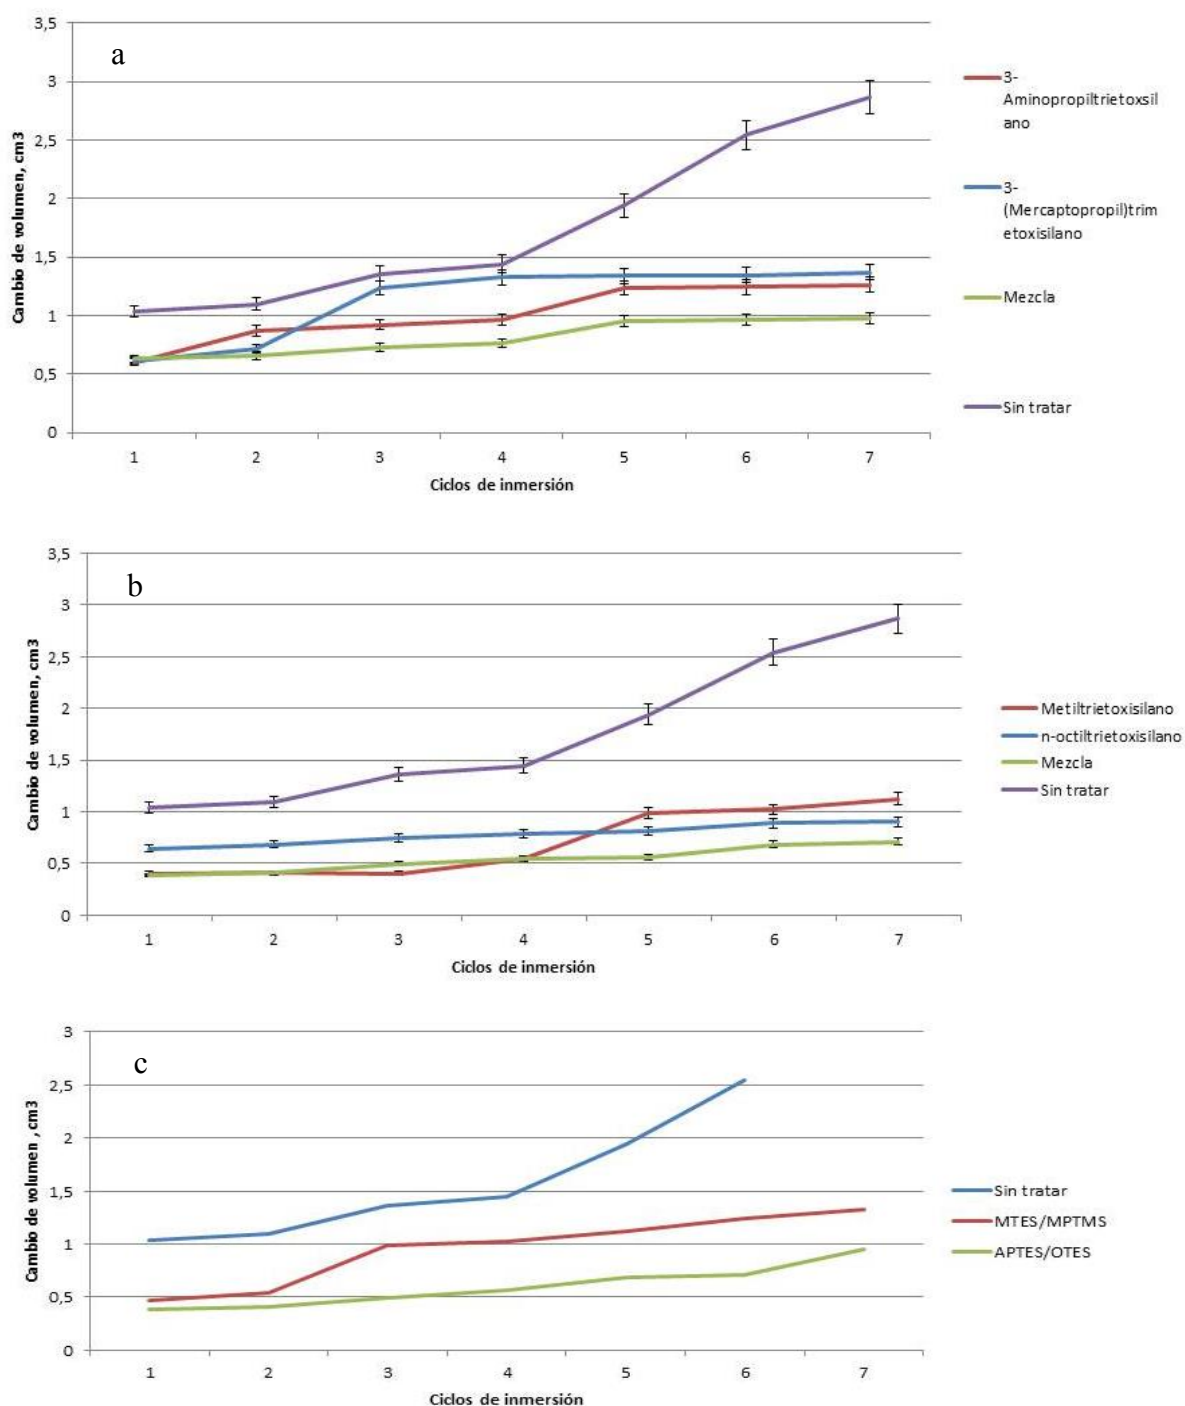 a
3,5
3
2,5
2
1,5
1
0,5
0
Cambio de volumen, cm3
1 2 3 4 5 6 7
Ciclos de inmersión
3-
Aminopropiltrietoxsil
ano
3-
(Mercaptopropil)trim
etoxisilano
Mezcla
Sin tratar
b
3,5
3
2,5
2
1,5
1
0,5
0
Cambio de volumen, cm3
1 2 3 4 5 6 7
Ciclos de inmersión
Metiltrietoxisilano
n-octiltrietoxisilano
Mezcla
Sin tratar
c
3
2,5
2
1,5
1
0,5
0
Cambio de volumen , cm3
1 2 3 4 5 6 7
Ciclos de inmersión
Sin tratar
MTES/MPTMS
APTES/OTES